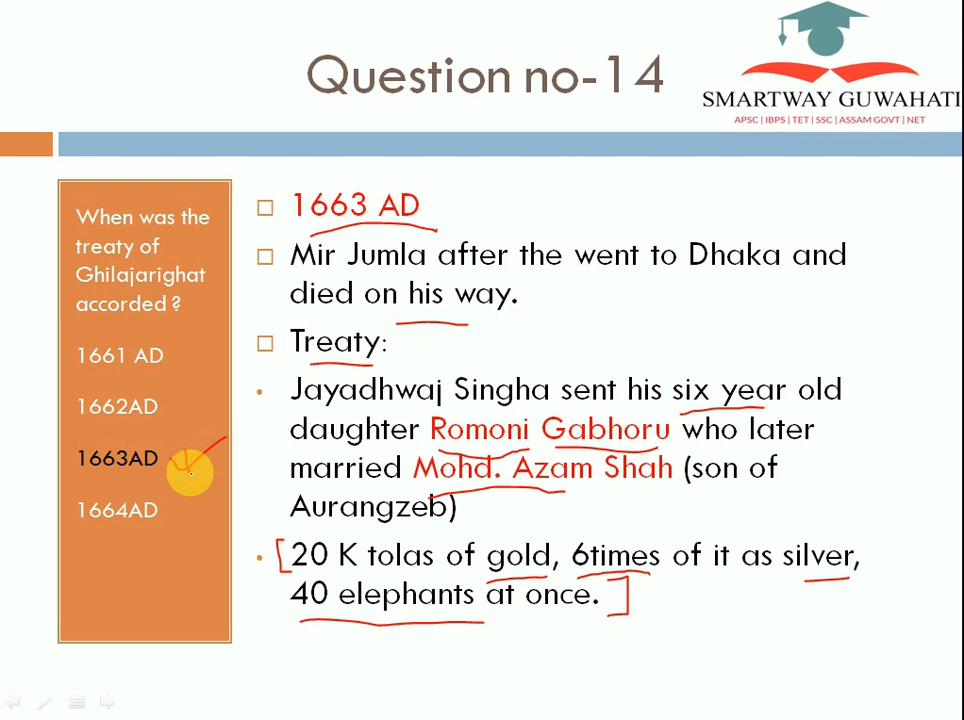 Question no-14
SMARTWAY GUWAHATI
APSC | IBPS | TET | SSC | ASSAM GOVT | NET
When was the
treaty of
Ghilajarighat
accorded ?
1661 AD
1662AD
1663AD
1664AD
1663 AD
Mir Jumla after the went to Dhaka and
died on his way.
Treaty:
Jayadhwaj Singha sent his six year old
daughter Romoni Gabhoru who later
married Mohd. Azam Shah (son of
Aurangzeb)
20 K tolas of gold, 6times of it as silver,
40 elephants at once.